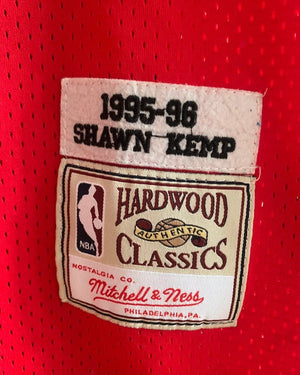 1995-96
SHAWN KEMP
NBA
HARDWOOD
AUTHENTIC
CLASSICS
NOSTALGIA CO.
Mitchell & Ness
PHILADELPHIA, PA.